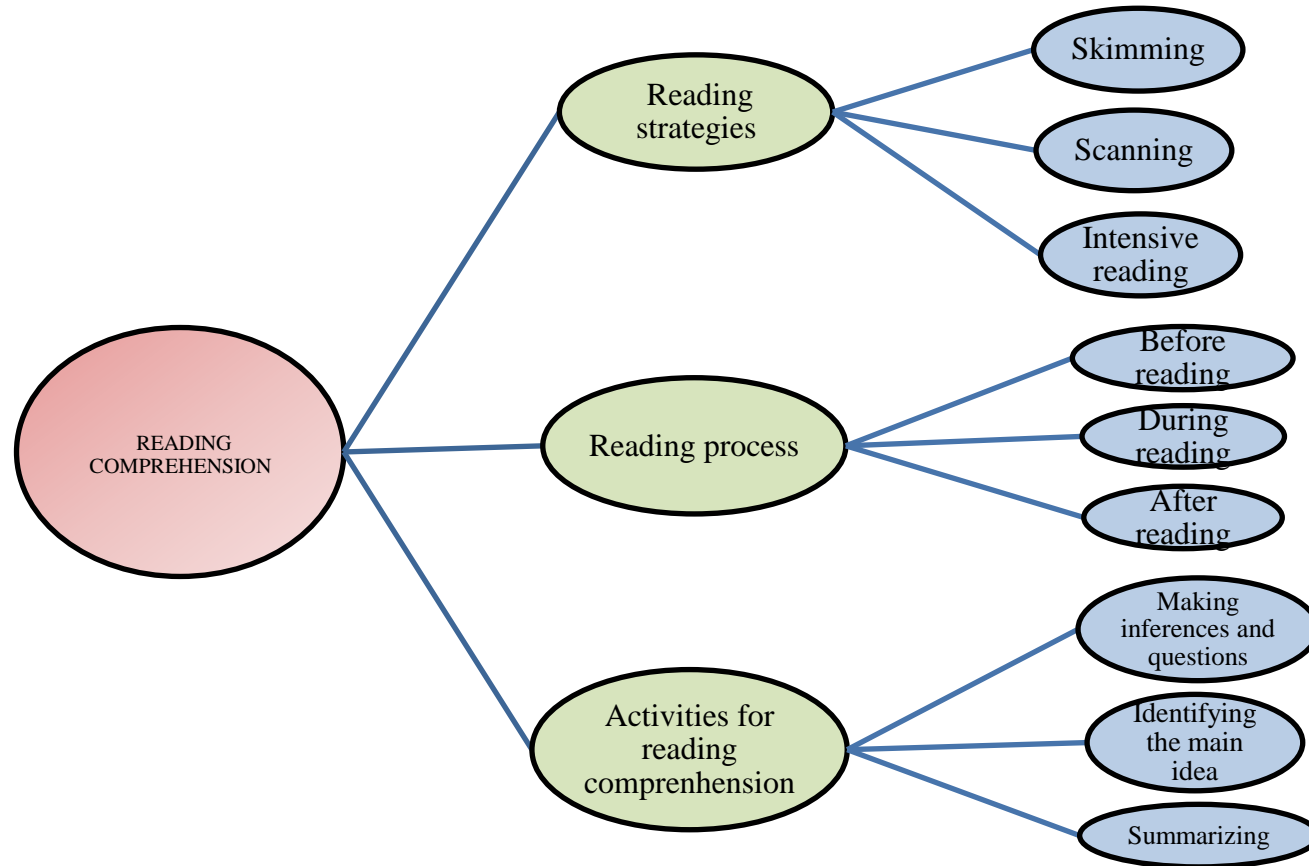 READING
COMPREHENSION
Reading
strategies
Skimming
Scanning
Intensive
reading
Reading process
Before
reading
During
reading
After
reading
Activities for
reading
comprenhension
Making
inferences and
questions
Identifying
the main
idea
Summarizing